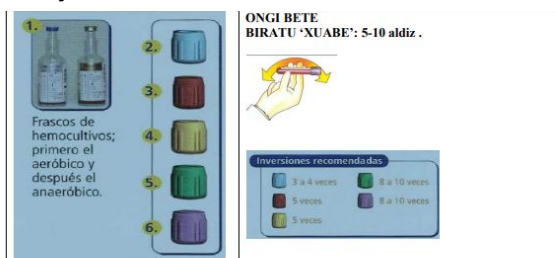 1.
Frascos de
hemocultivos;
primero el
aeróbico y
después el
anaeróbico.
2.
3.
4.
5.
6.
ONGI BETE
BIRATU ‘XUABE’: 5-10 aldiz .
Inversiones recomendadas
3 a 4 veces
8 a 10 veces
5 veces
8 a 10 veces
5 veces